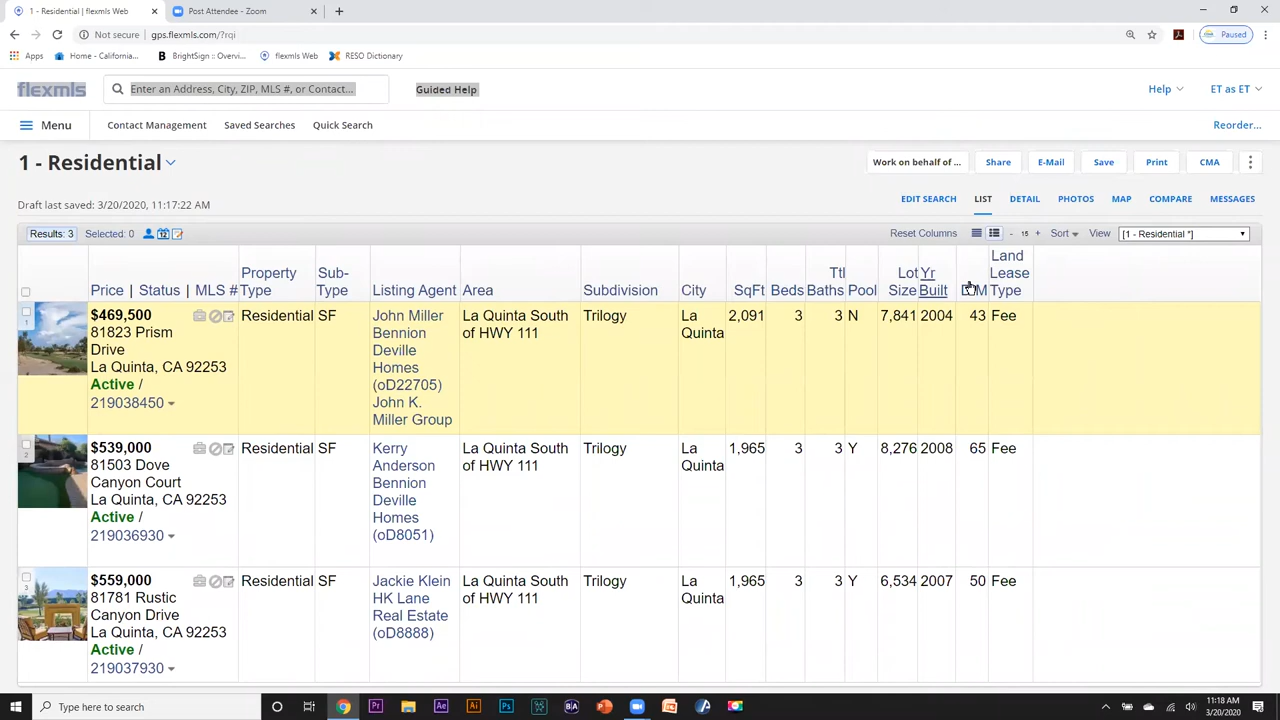 1 - Residential | flexmls Web
Post Attendee - Zoom
Not secure | gps.flexmls.com/?rqi
Paused
Apps
Home - California...
B BrightSign :: Overvi...
flexmls Web
RESO Dictionary
flexmls
Enter an Address, City, ZIP, MLS #, or Contact...
Guided Help
Help
ET as ET
Menu
Contact Management
Saved Searches
Quick Search
Reorder...
1 - Residential
Work on behalf of ...
Share
E-Mail
Save
Print
CMA
Draft last saved: 3/20/2020, 11:17:22 AM
EDIT SEARCH
LIST
DETAIL
PHOTOS
MAP
COMPARE
MESSAGES
Results: 3
Selected: 0
12
Reset Columns
- 15 +
Sort
View
[1 - Residential *]
Price | Status | MLS #
Property
Type
Sub-
Type
Listing Agent
Area
Subdivision
City
SqFt
Beds
Ttl
Baths
Pool
Lot
Size
Yr
Built
Land
Lease
Type
1
$469,500
81823 Prism
Drive
La Quinta, CA 92253
Active /
219038450
Residential
SF
John Miller
Bennion
Deville
Homes
(oD22705)
John K.
Miller Group
La Quinta South
of HWY 111
Trilogy
La
Quinta
2,091
3
3
N
7,841
2004
43
Fee
2
$539,000
81503 Dove
Canyon Court
La Quinta, CA 92253
Active /
219036930
Residential
SF
Kerry
Anderson
Bennion
Deville
Homes
(oD8051)
La Quinta South
of HWY 111
Trilogy
La
Quinta
1,965
3
3
Y
8,276
2008
65
Fee
3
$559,000
81781 Rustic
Canyon Drive
La Quinta, CA 92253
Active /
219037930
Residential
SF
Jackie Klein
HK Lane
Real Estate
(oD8888)
La Quinta South
of HWY 111
Trilogy
La
Quinta
1,965
3
3
Y
6,534
2007
50
Fee
Type here to search
Pr
Ae
Ai
Ps
B|A
11:18 AM
3/20/2020